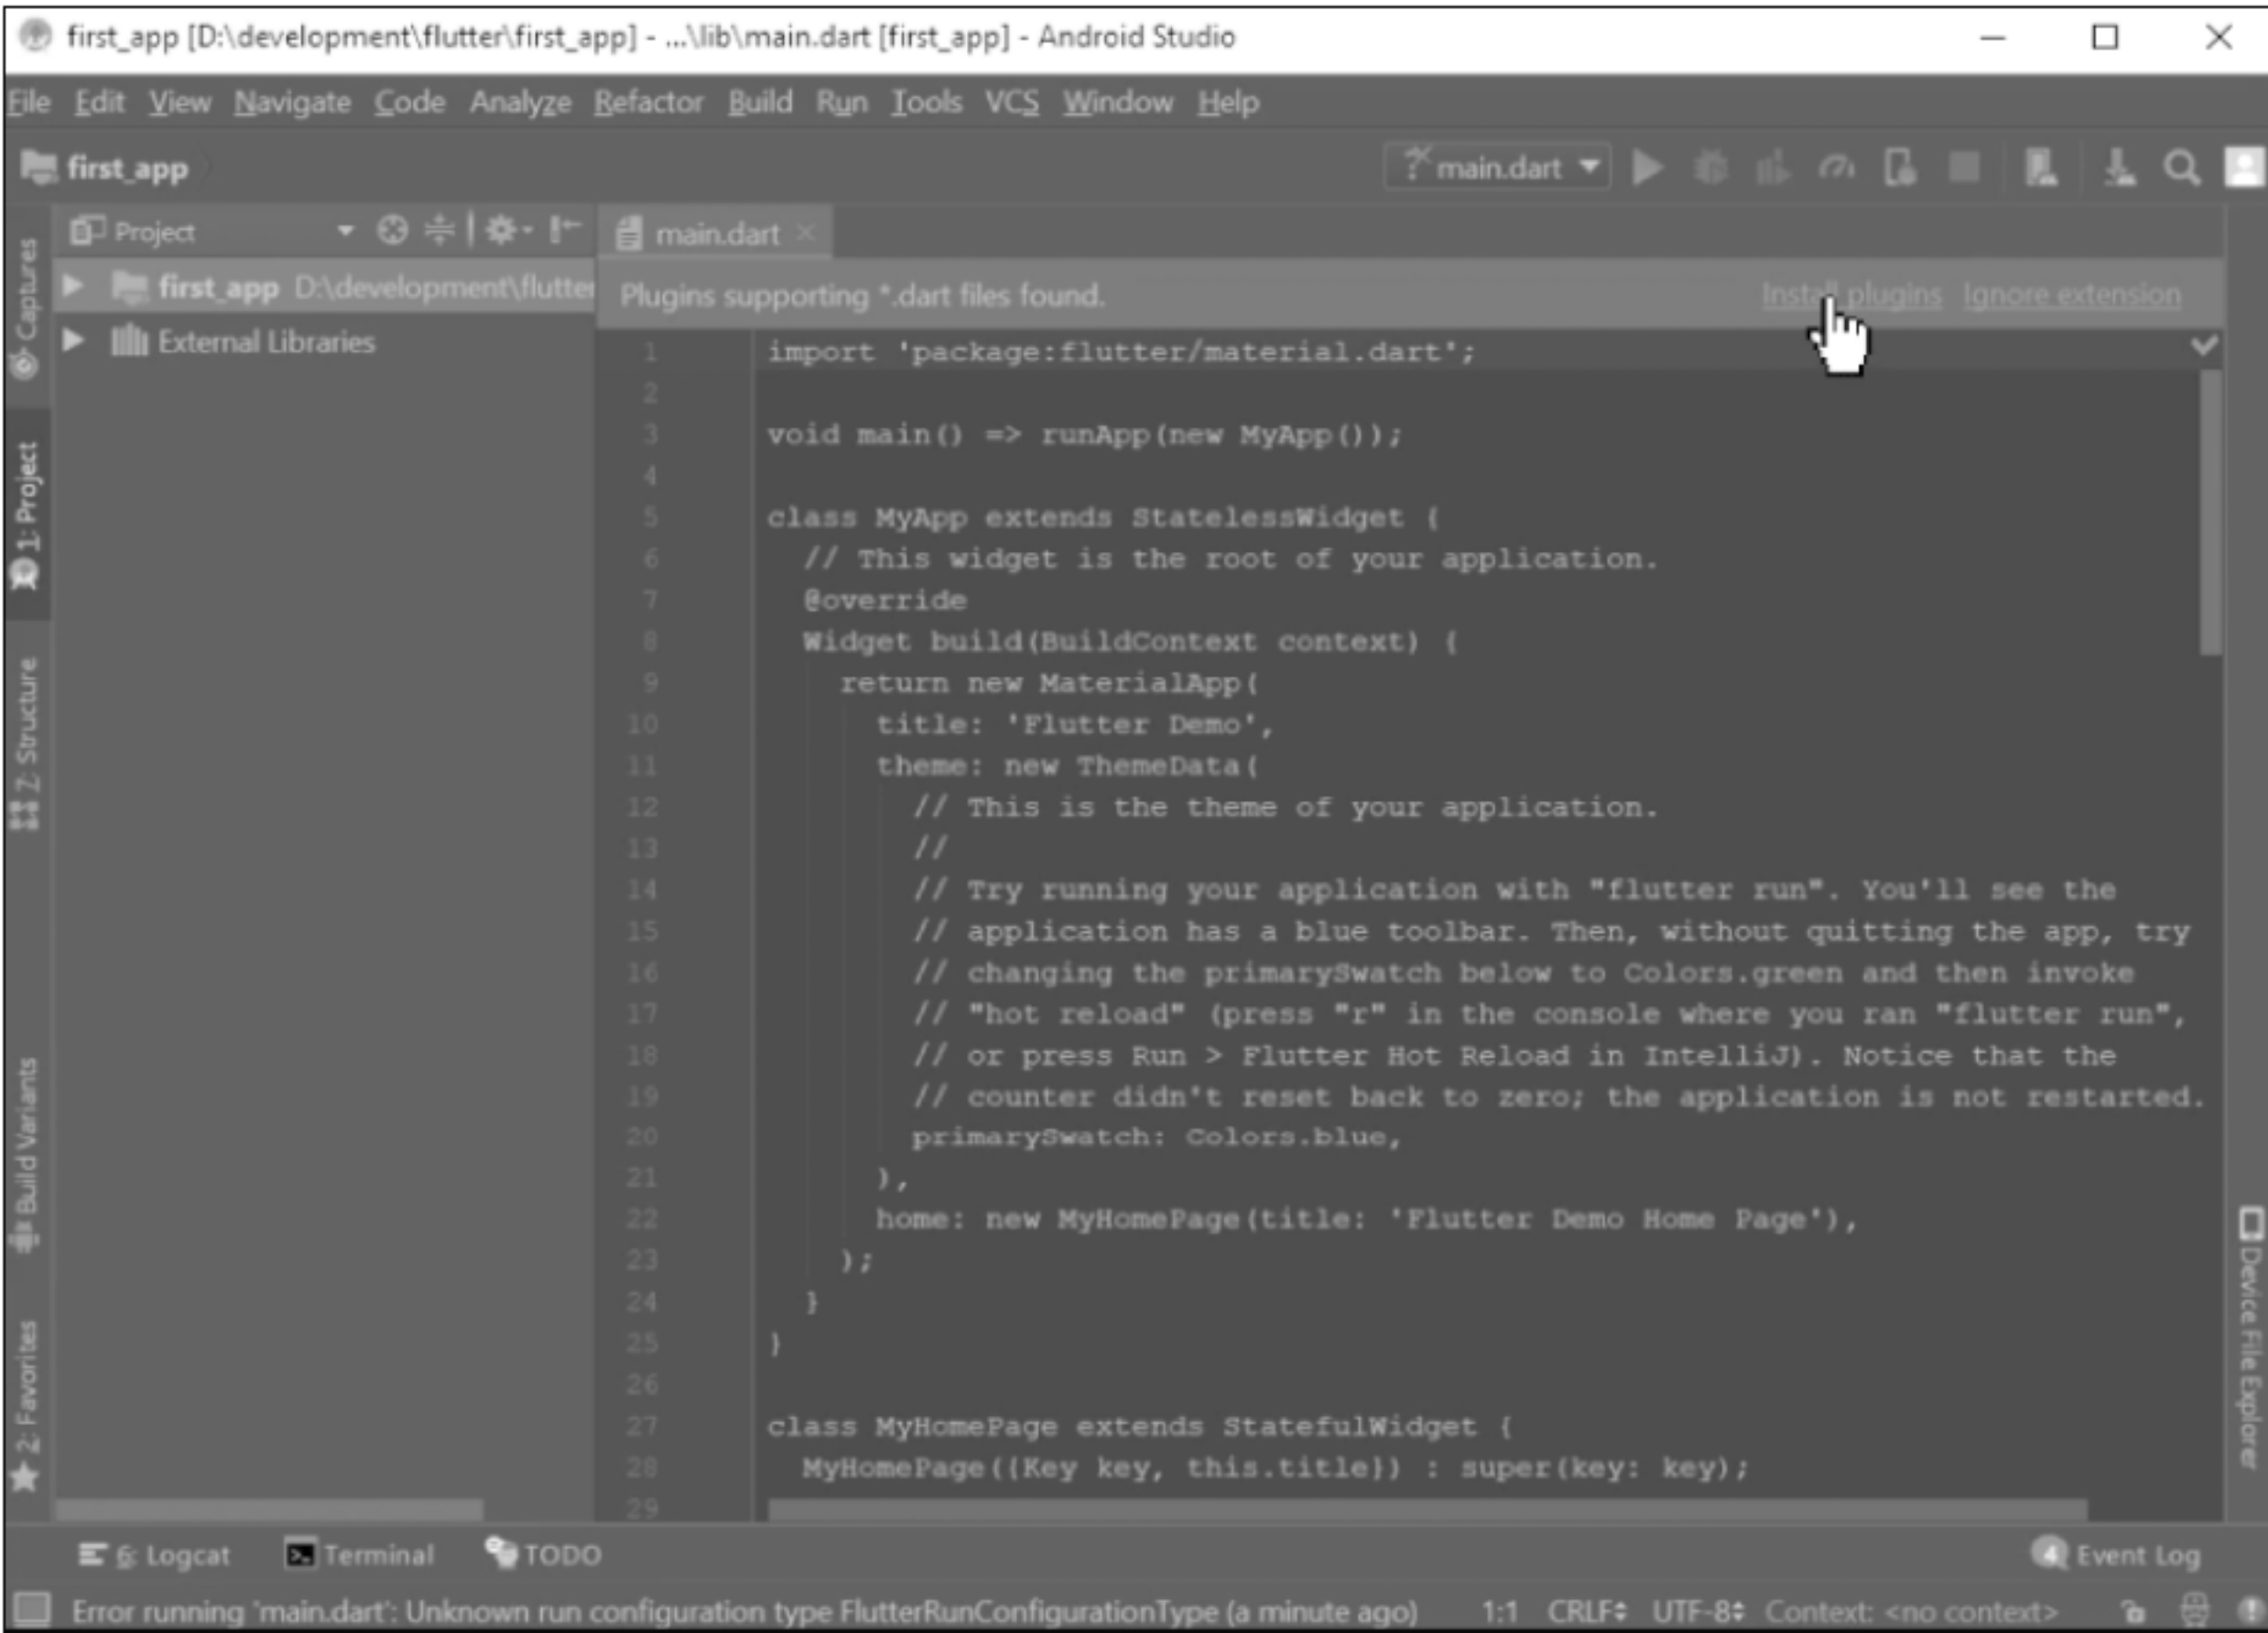 first_app [D:\development\flutter\first_app] - ...\lib\main.dart [first_app] - Android Studio
File Edit View Navigate Code Analyze Refactor Build Run Tools VCS Window Help
first_app
main.dart
Captures
1: Project
7: Structure
Build Variants
2: Favorites
Project
first_app D:\development\flutter
External Libraries
main.dart
Plugins supporting *.dart files found. Install plugins Ignore extension
1 import 'package:flutter/material.dart';
2
3 void main() => runApp(new MyApp());
4
5 class MyApp extends StatelessWidget {
6 // This widget is the root of your application.
7 @override
8 Widget build(BuildContext context) {
9 return new MaterialApp(
10 title: 'Flutter Demo',
11 theme: new ThemeData(
12 // This is the theme of your application.
13 //
14 // Try running your application with "flutter run". You'll see the
15 // application has a blue toolbar. Then, without quitting the app, try
16 // changing the primarySwatch below to Colors.green and then invoke
17 // "hot reload" (press "r" in the console where you ran "flutter run",
18 // or press Run > Flutter Hot Reload in IntelliJ). Notice that the
19 // counter didn't reset back to zero; the application is not restarted.
20 primarySwatch: Colors.blue,
21 ),
22 home: new MyHomePage(title: 'Flutter Demo Home Page'),
23 );
24 }
25 }
26
27 class MyHomePage extends StatefulWidget {
28 MyHomePage({Key key, this.title}) : super(key: key);
29
Device File Explorer
6: Logcat Terminal TODO 4 Event Log
Error running 'main.dart': Unknown run configuration type FlutterRunConfigurationType (a minute ago) 1:1 CRLF UTF-8 Context: <no context>